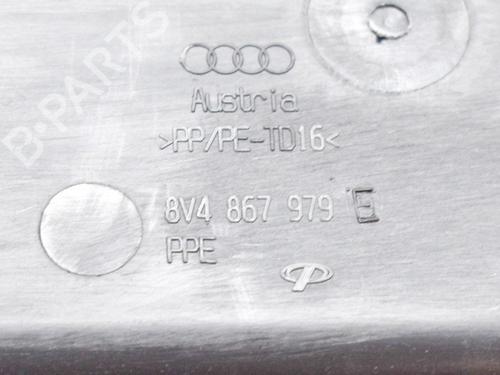 B-PARTS
Austria
>PP/PE-TD16<
8V4 867 979 E
PPE